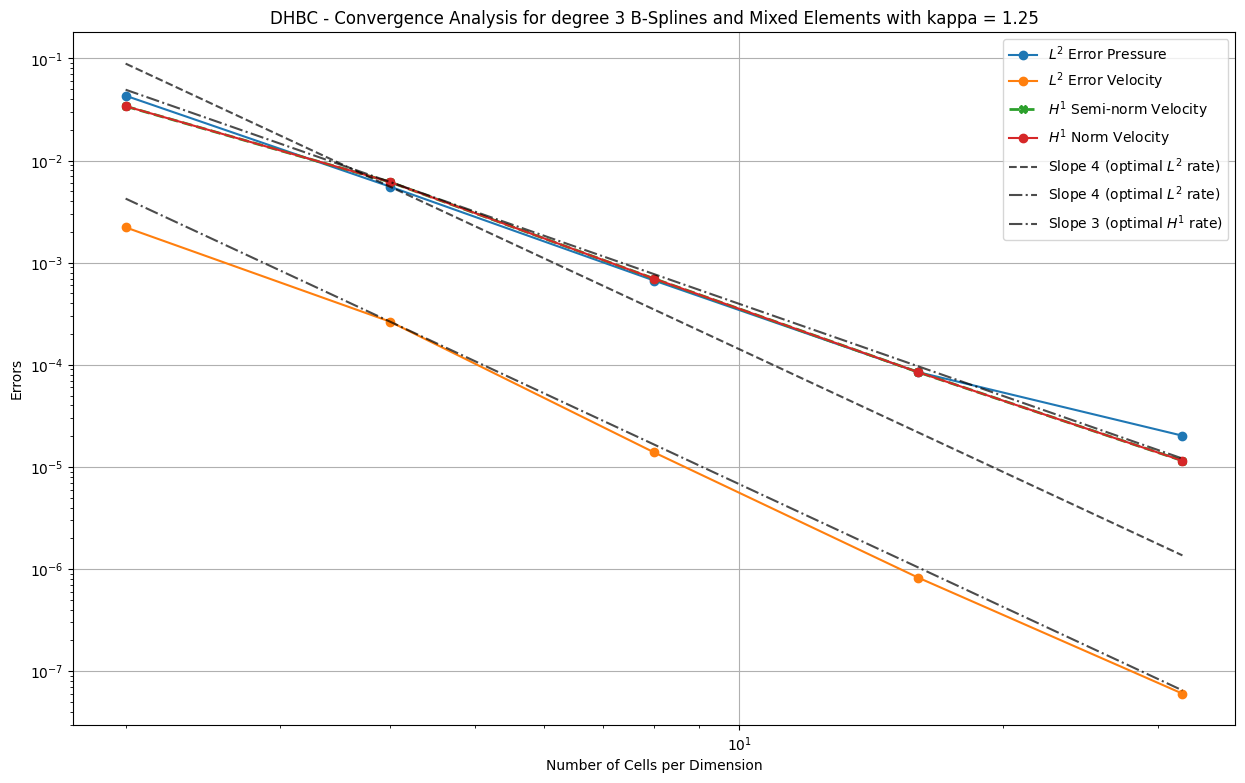 DHBC - Convergence Analysis for degree 3 B-Splines and Mixed Elements with kappa = 1.25
L² Error Pressure
L² Error Velocity
H¹ Semi-norm Velocity
H¹ Norm Velocity
Slope 4 (optimal L² rate)
Slope 4 (optimal L² rate)
Slope 3 (optimal H¹ rate)
Errors
10⁻¹
10⁻²
10⁻³
10⁻⁴
10⁻⁵
10⁻⁶
10⁻⁷
10¹
Number of Cells per Dimension